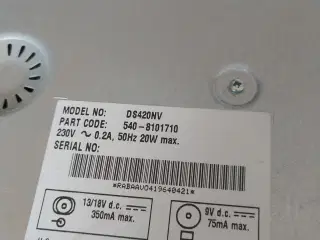 MODEL NO: DS420NV
PART CODE: 540-8101710
230V ~ 0.2A, 50Hz 20W max.
SERIAL NO:
*RABAAVO419640421*
13/18V d.c.
350mA max.
9V d.c.
75mA max.